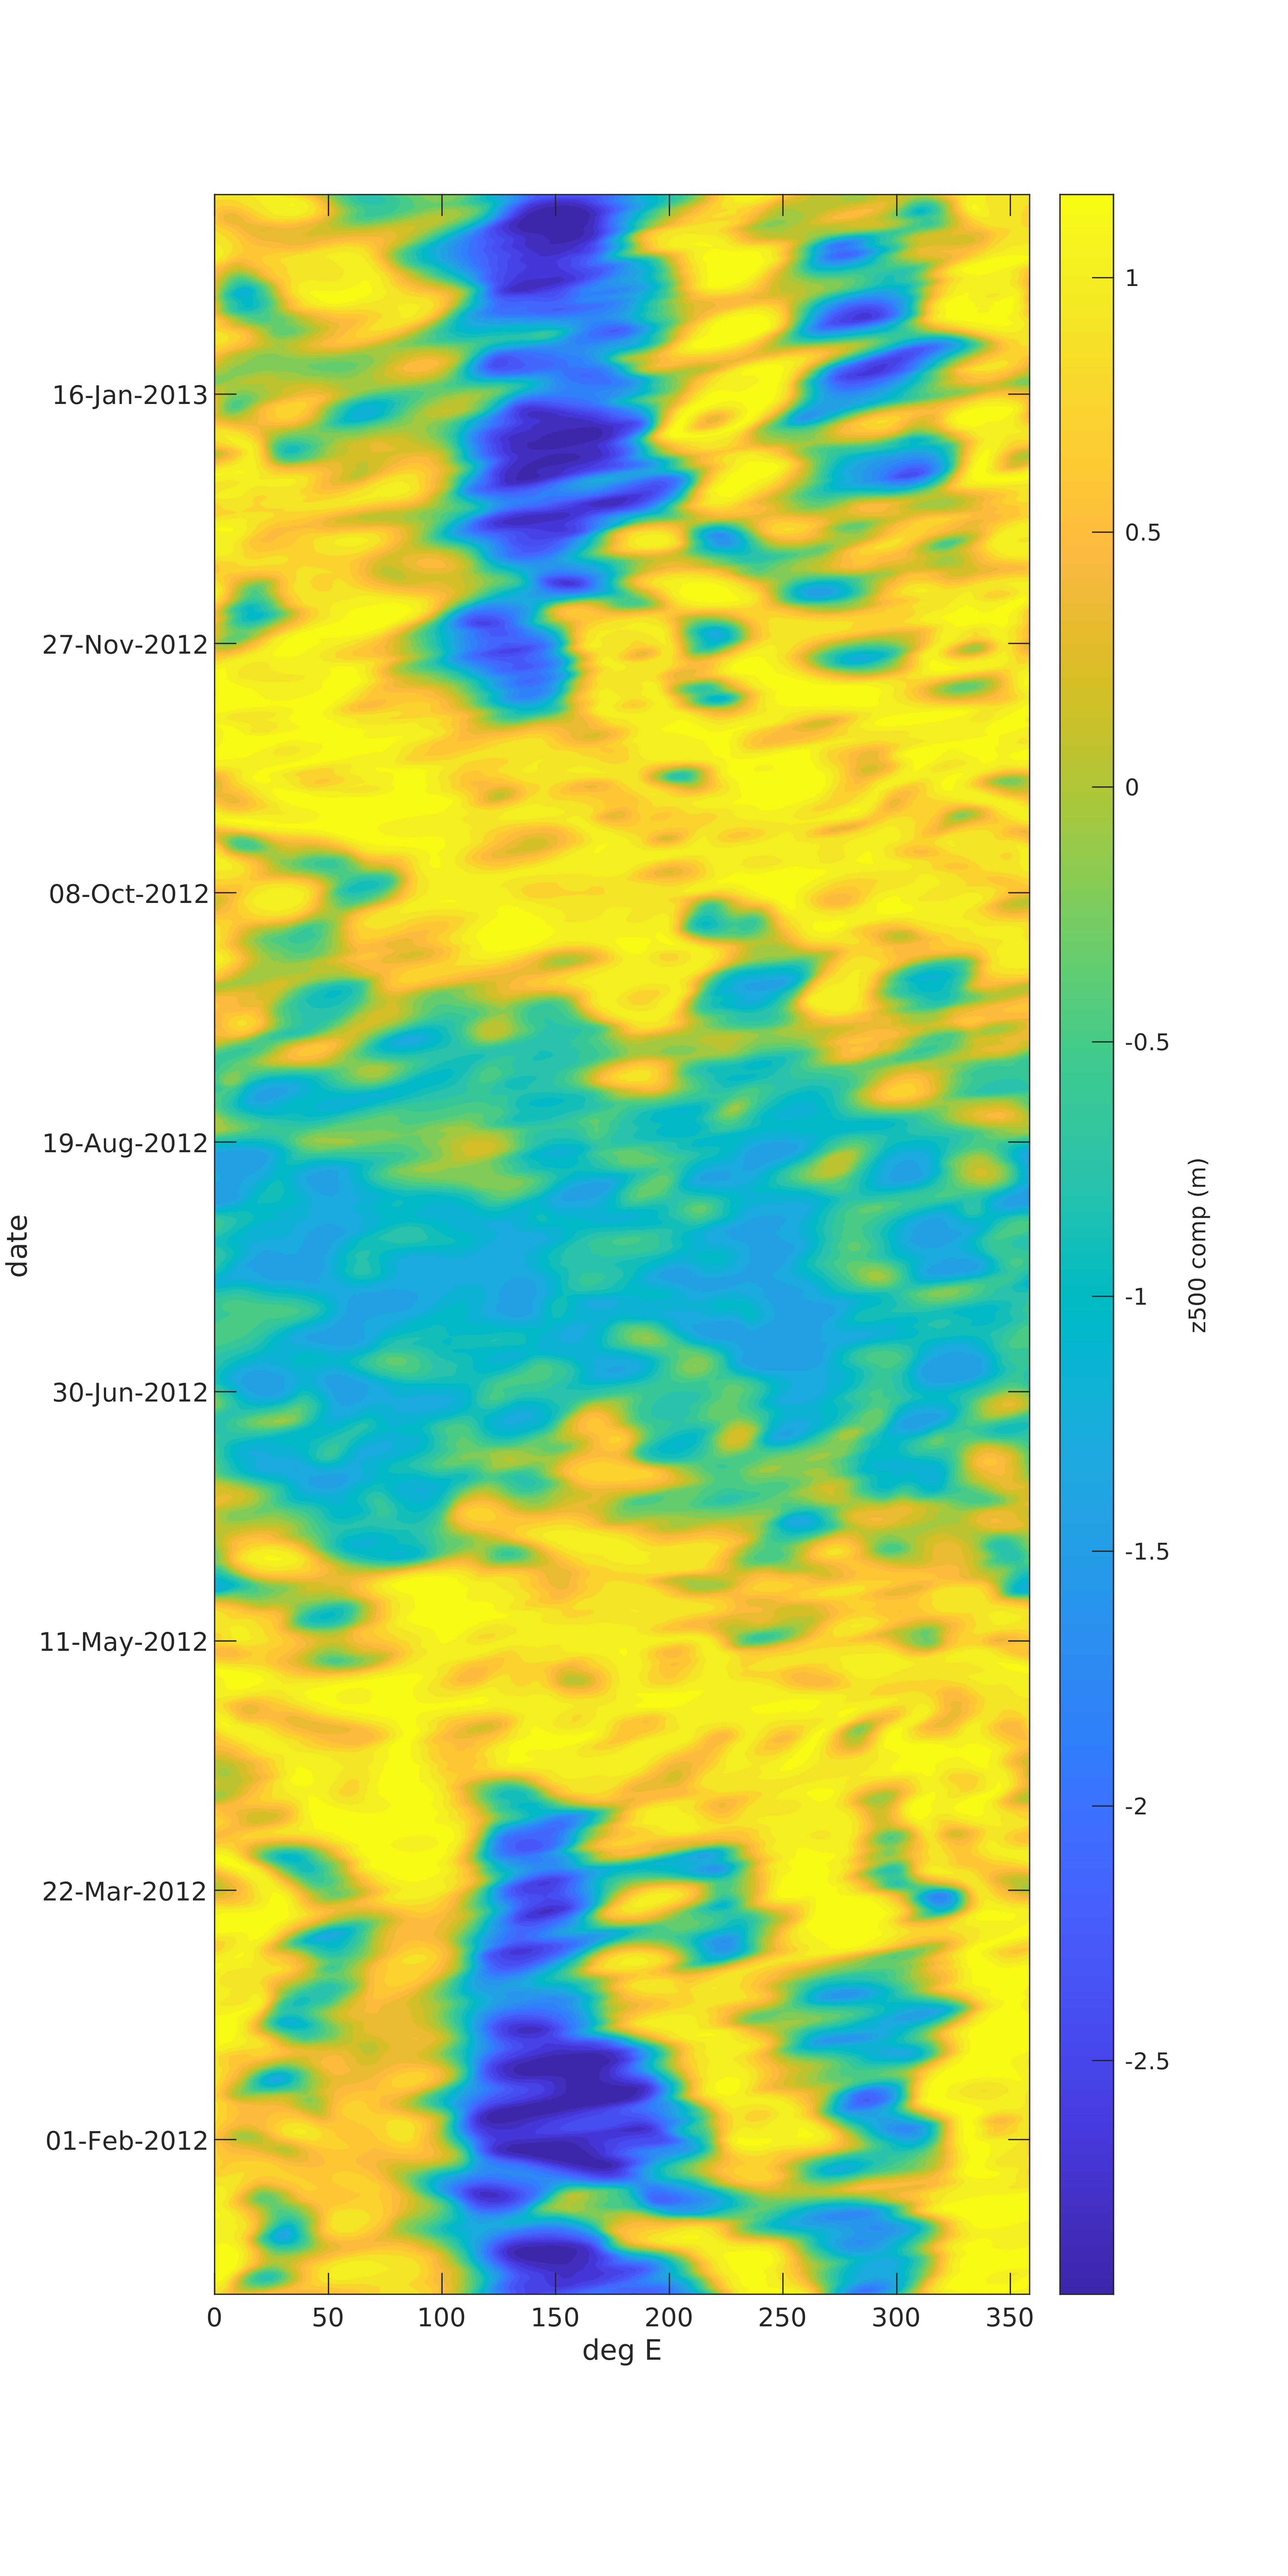 16-Jan-2013
27-Nov-2012
08-Oct-2012
19-Aug-2012
30-Jun-2012
11-May-2012
22-Mar-2012
01-Feb-2012
date
0 50 100 150 200 250 300 350
deg E
1
0.5
0
-0.5
-1
-1.5
-2
-2.5
z500 comp (m)